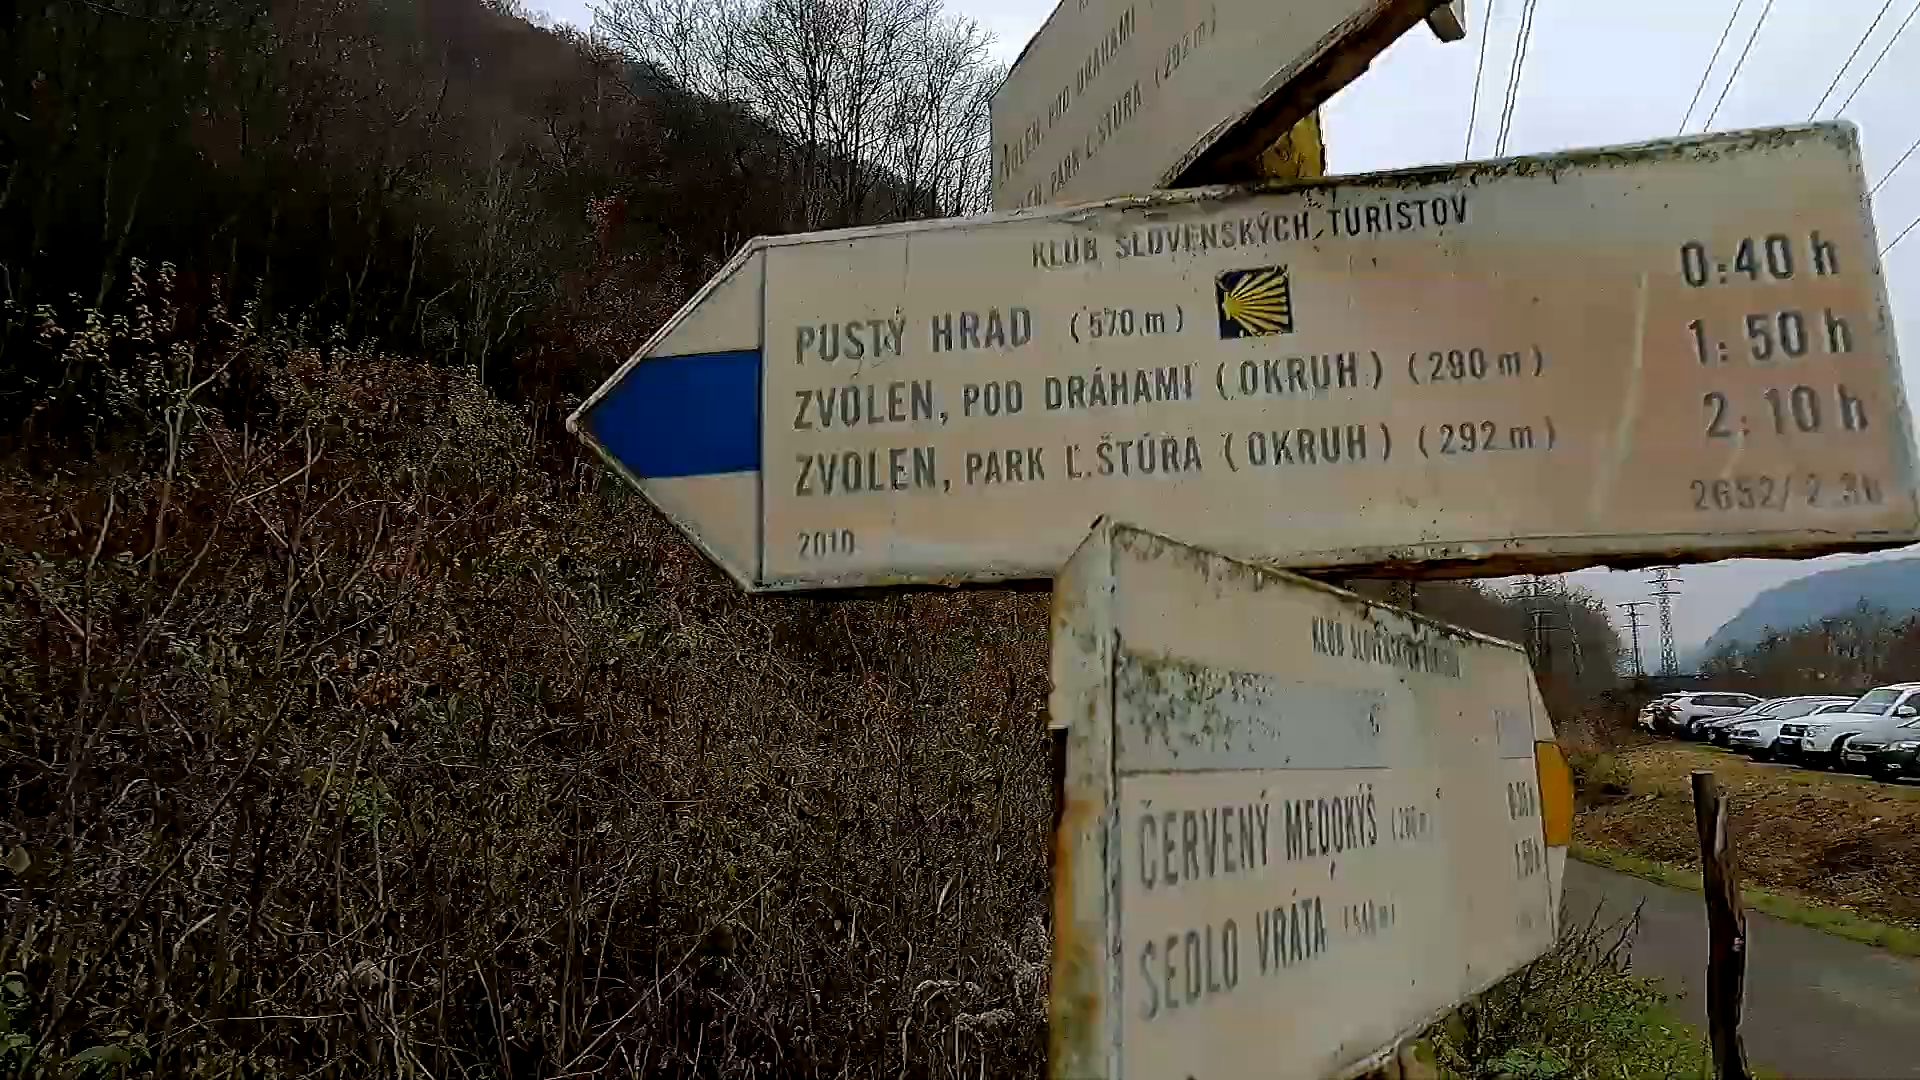 ZVOLEN, POD DRÁHAMI
PARK Ľ.ŠTÚRA (292 m)
KLUB SLOVENSKÝCH TURISTOV
PUSTÝ HRAD (570 m) 0:40 h
ZVOLEN, POD DRÁHAMI (OKRUH) (290 m) 1:50 h
ZVOLEN, PARK Ľ.ŠTÚRA (OKRUH) (292 m) 2:10 h
2010 2652/
KLUB SLOVENSKÝCH TURISTOV
ČERVENÝ MEDOKÝŠ
SEDLO VRÁTA